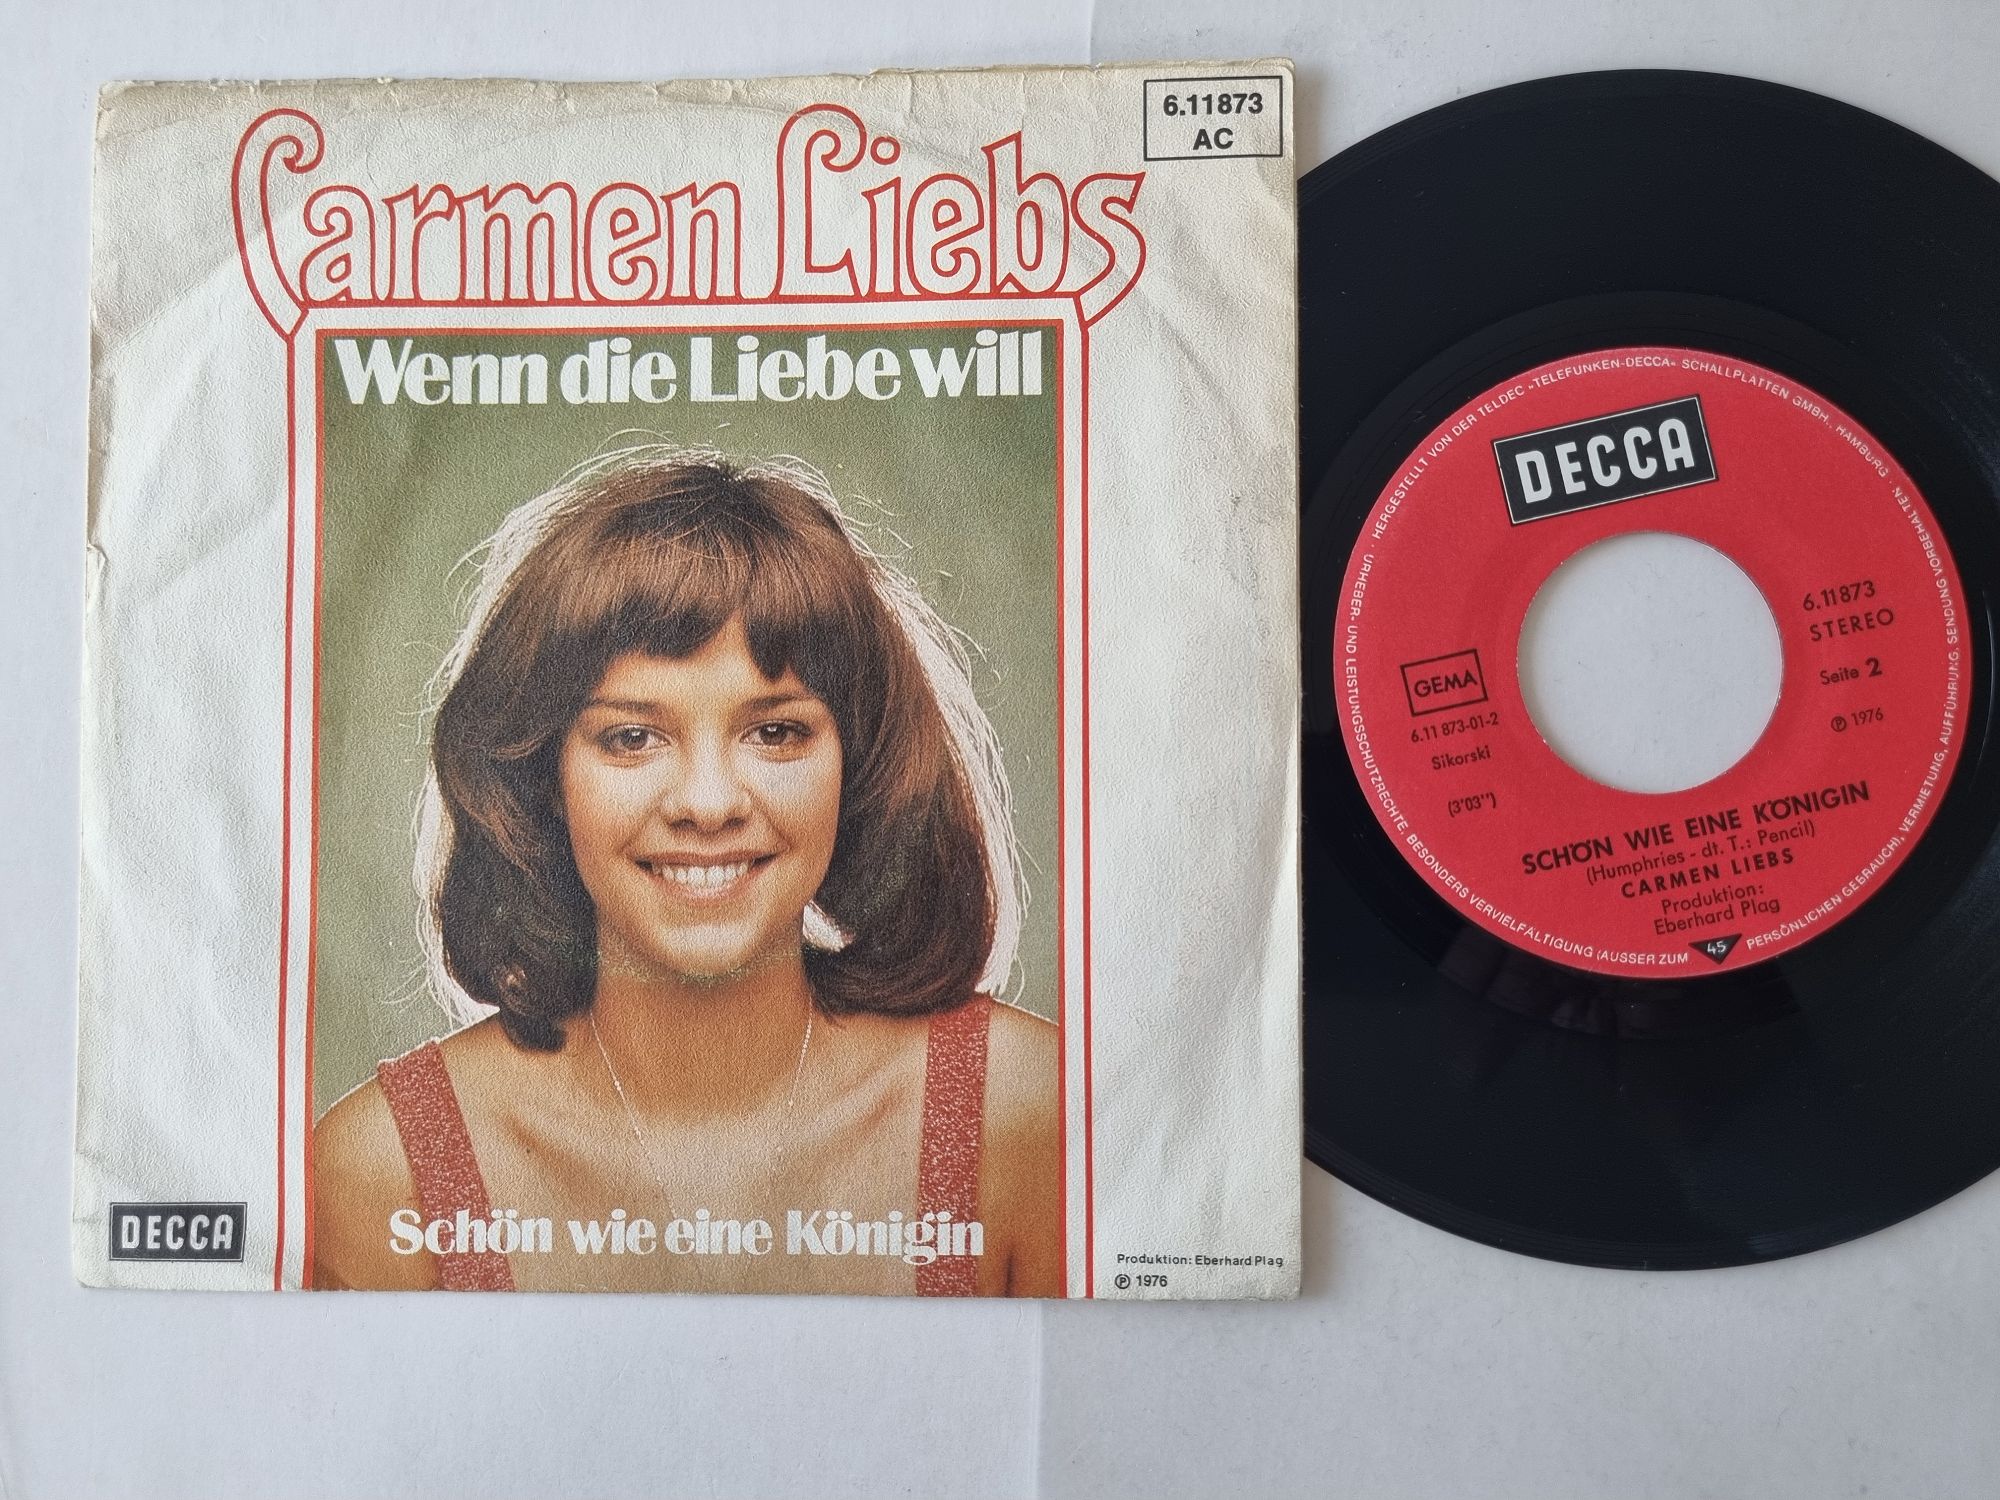 Carmen Liebs
6.11873
AC
Wenn die Liebe will
Schön wie eine Königin
DECCA
Produktion: Eberhard Plag
℗ 1976
HERGESTELLT VON DER TELDEC »TELEFUNKEN-DECCA« SCHALLPLATTEN GMBH., HAMBURG · URHEBER- UND LEISTUNGSSCHUTZRECHTE, BESONDERS VERVIELFÄLTIGUNG (AUSSER ZUM PERSÖNLICHEN GEBRAUCH), VERMIETUNG, AUFFÜHRUNG, SENDUNG VORBEHALTEN
DECCA
6.11873
STEREO
Seite 2
℗ 1976
GEMA
6.11 873-01-2
Sikorski
(3'03")
SCHÖN WIE EINE KÖNIGIN
(Humphries - dt. T.: Pencil)
CARMEN LIEBS
Produktion:
Eberhard Plag
45